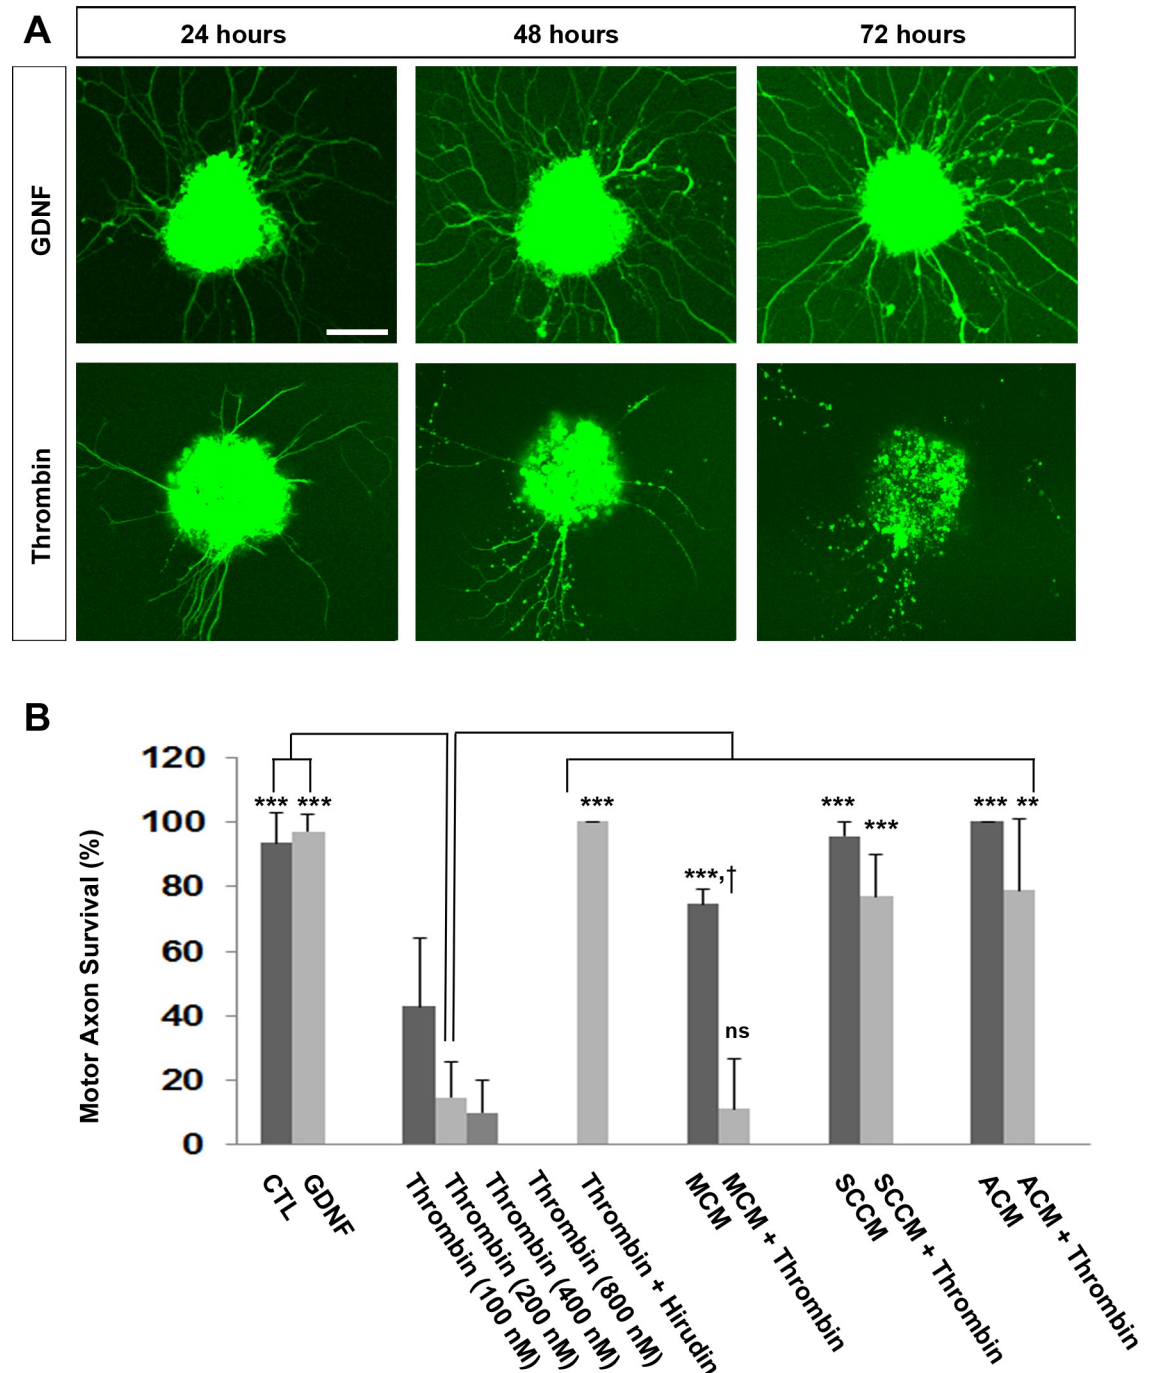 A
24 hours
48 hours
72 hours
GDNF
Thrombin
B
Motor Axon Survival (%)
120
100
80
60
40
20
0
***
***
***
***,†
ns
***
***
***
**
CTL
GDNF
Thrombin (100 nM)
Thrombin (200 nM)
Thrombin (400 nM)
Thrombin (800 nM)
Thrombin + Hirudin
MCM
MCM + Thrombin
SCCM
SCCM + Thrombin
ACM
ACM + Thrombin